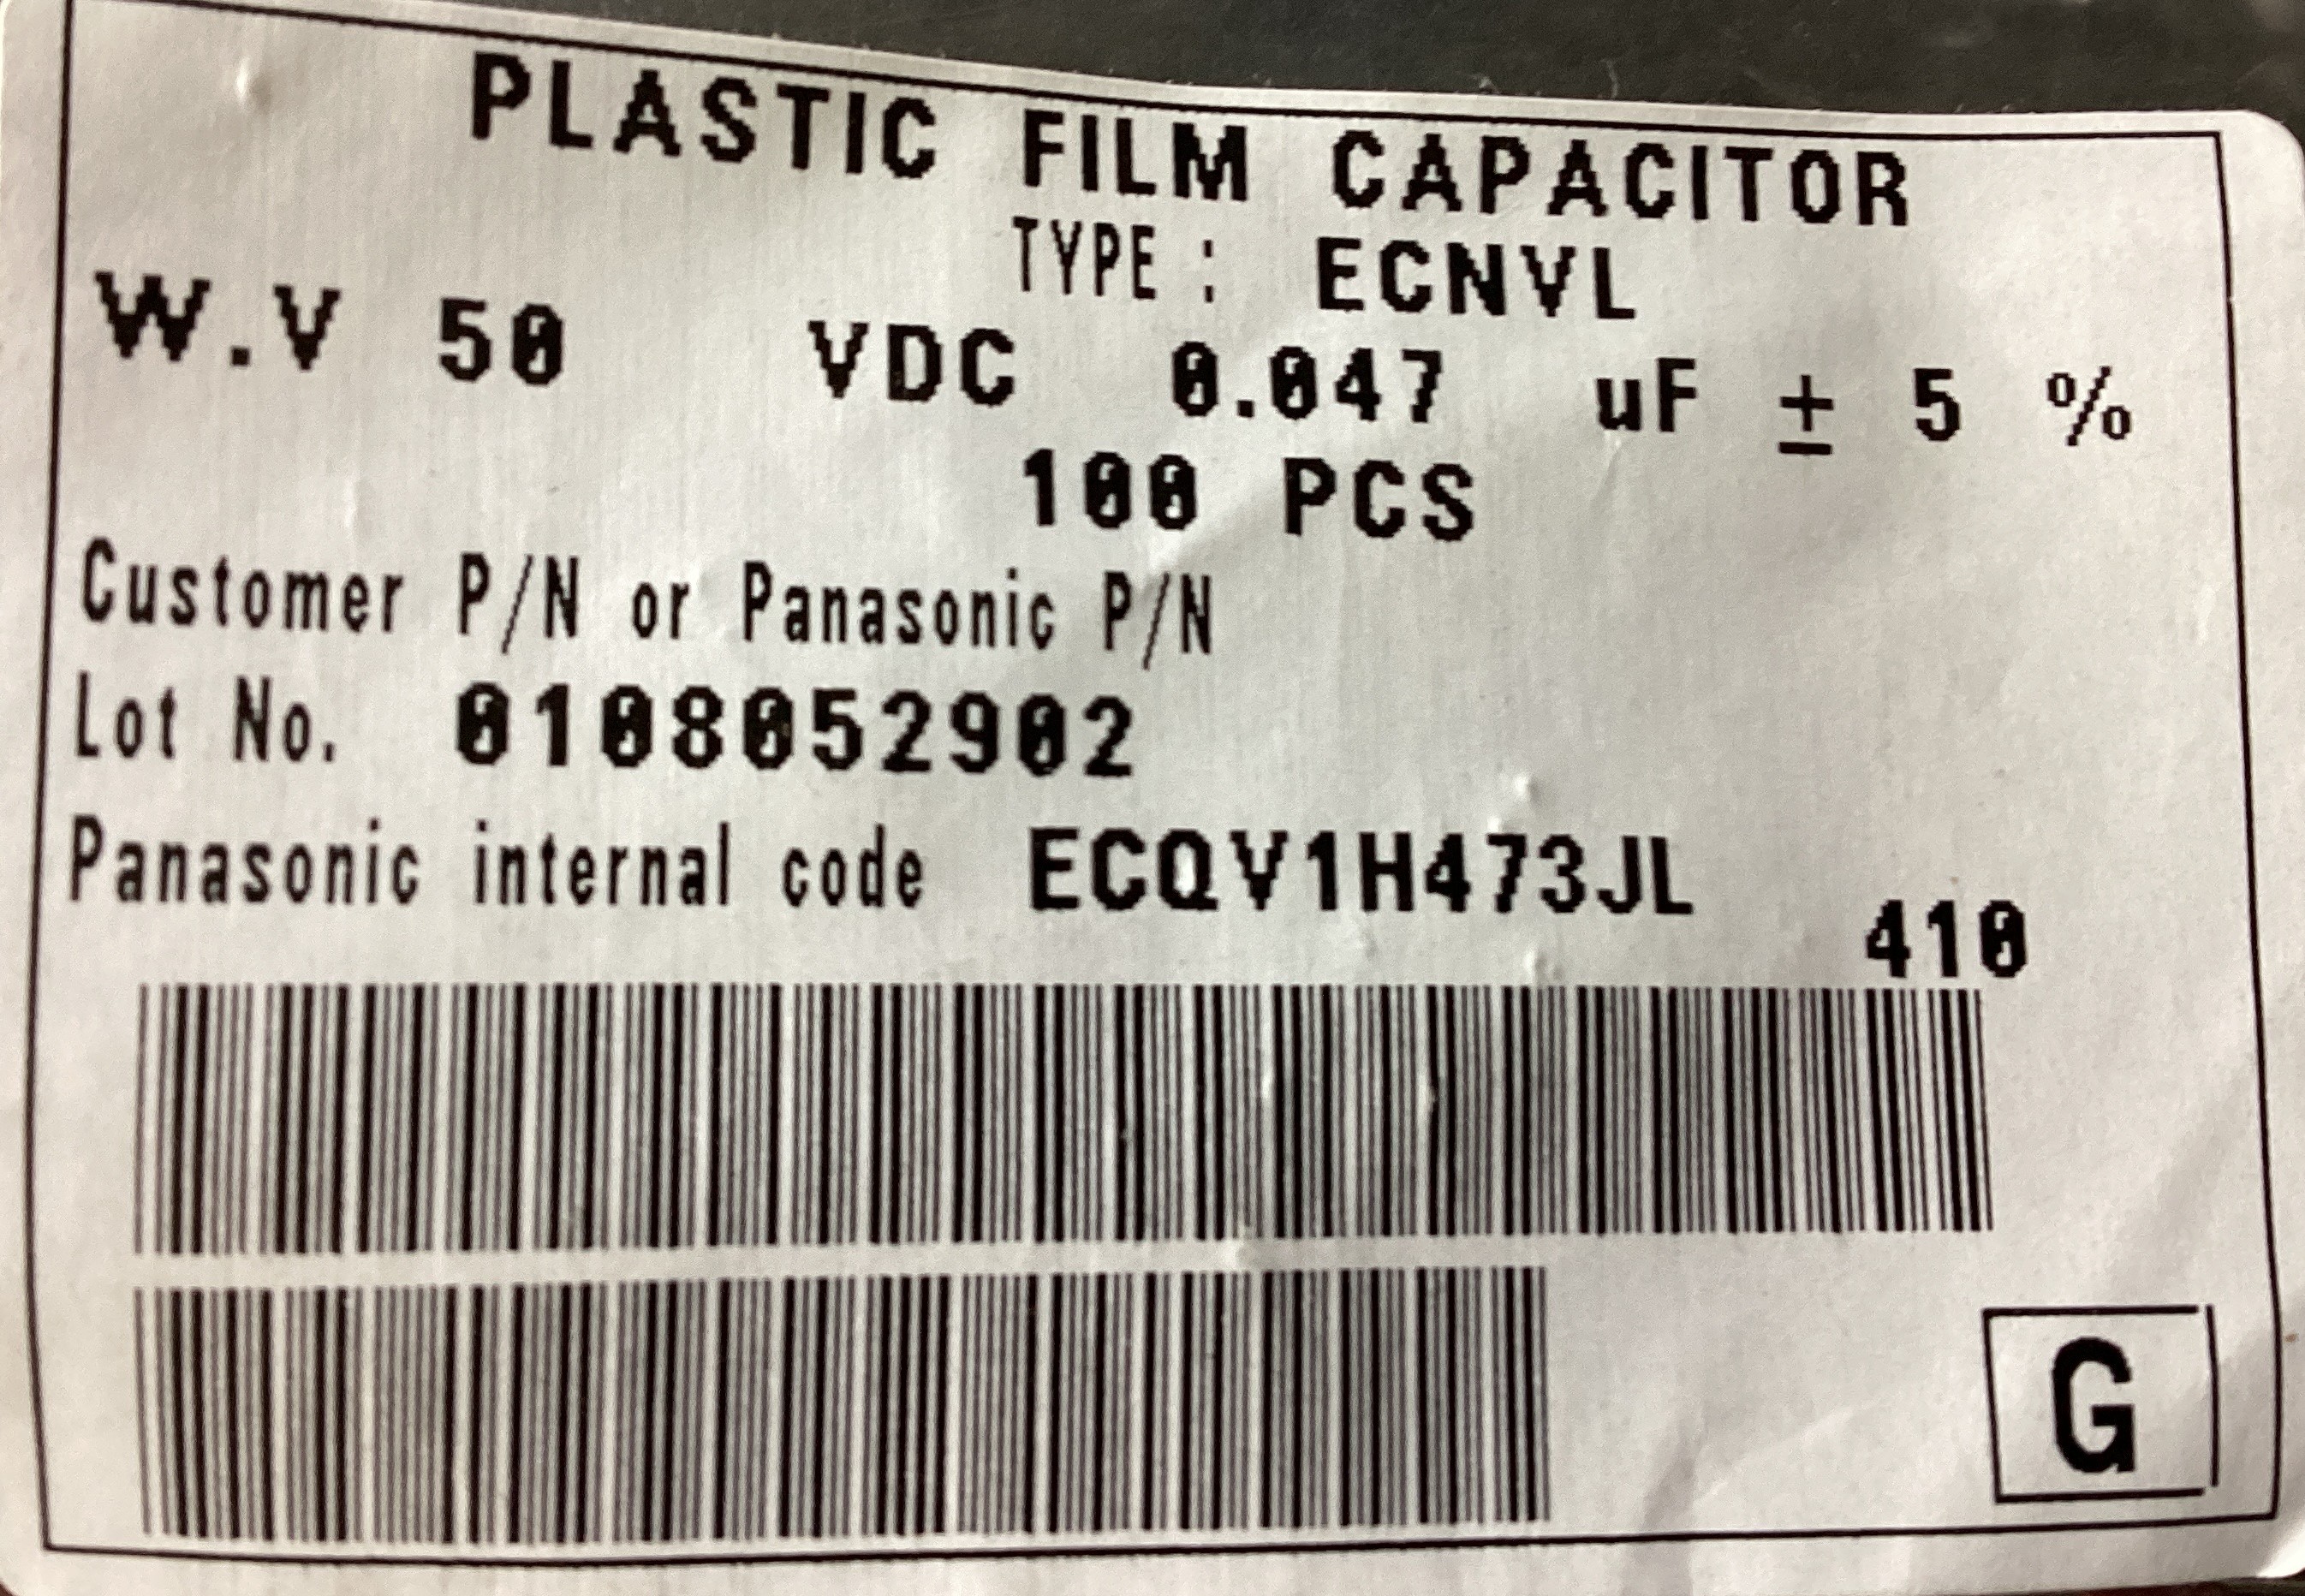 PLASTIC FILM CAPACITOR
TYPE : ECNVL
W.V 50 VDC 0.047 uF ± 5 %
100 PCS
Customer P/N or Panasonic P/N
Lot No. 0108052902
Panasonic internal code ECQV1H473JL
410
G